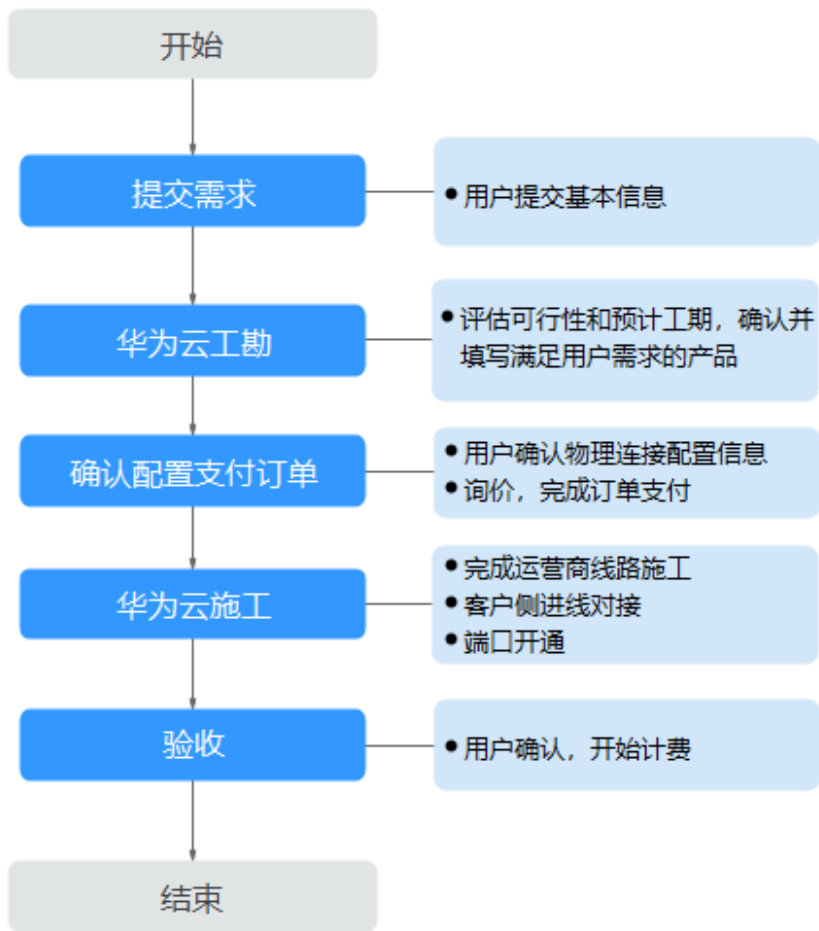 开始
提交需求
● 用户提交基本信息
华为云工勘
● 评估可行性和预计工期，确认并
填写满足用户需求的产品
确认配置支付订单
● 用户确认物理连接配置信息
● 询价，完成订单支付
华为云施工
● 完成运营商线路施工
● 客户侧进线对接
● 端口开通
验收
● 用户确认，开始计费
结束